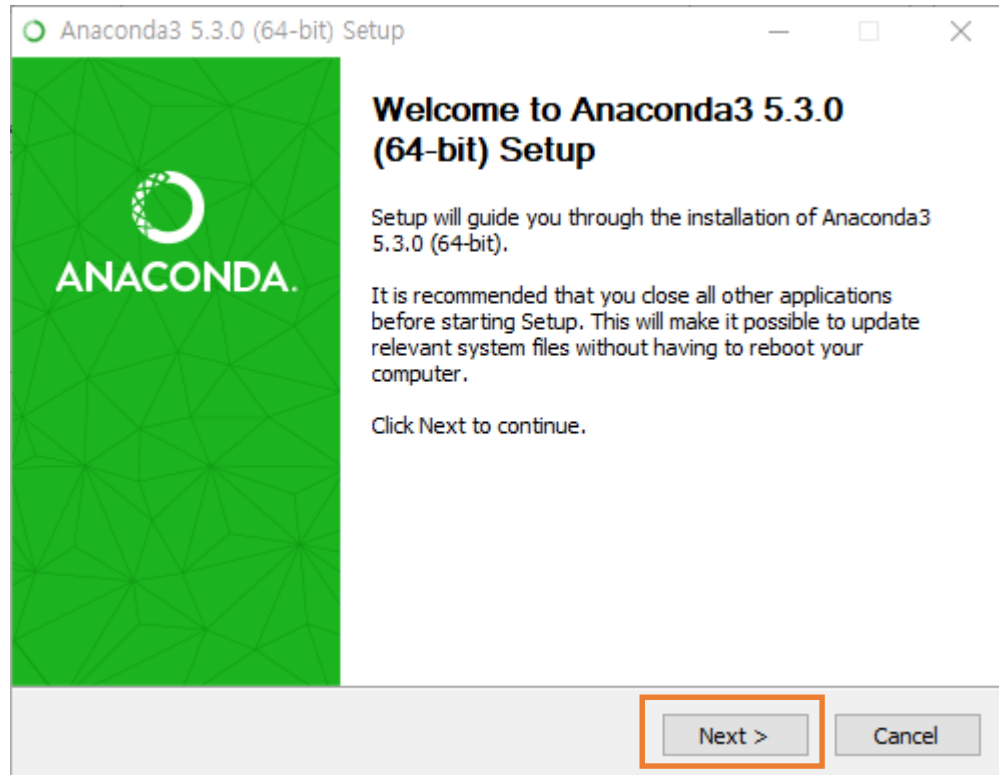 Anaconda3 5.3.0 (64-bit) Setup
Welcome to Anaconda3 5.3.0
(64-bit) Setup
Setup will guide you through the installation of Anaconda3
5.3.0 (64-bit).
It is recommended that you close all other applications
before starting Setup. This will make it possible to update
relevant system files without having to reboot your
computer.
Click Next to continue.
ANACONDA.
Next >
Cancel